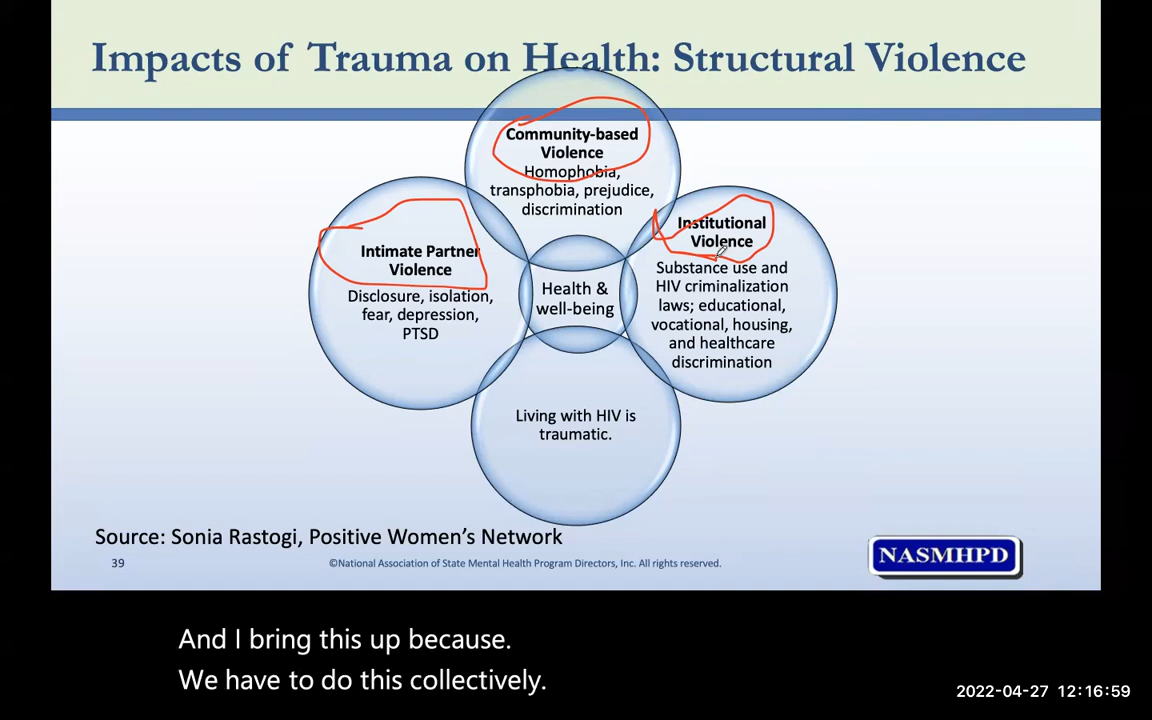 Impacts of Trauma on Health: Structural Violence
Community-based
Violence
Homophobia,
transphobia, prejudice,
discrimination
Intimate Partner
Violence
Disclosure, isolation,
fear, depression,
PTSD
Health &
well-being
Institutional
Violence
Substance use and
HIV criminalization
laws; educational,
vocational, housing,
and healthcare
discrimination
Living with HIV is
traumatic.
Source: Sonia Rastogi, Positive Women’s Network
39
©National Association of State Mental Health Program Directors, Inc. All rights reserved.
NASMHPD
And I bring this up because.
We have to do this collectively.
2022-04-27 12:16:59